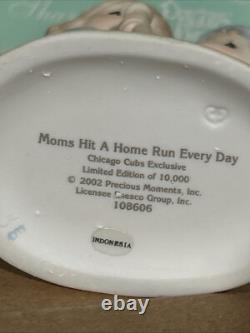 Moms Hit A Home Run Every Day
Chicago Cubs Exclusive
Limited Edition of 10,000
© 2002 Precious Moments, Inc.
Licensee Enesco Group, Inc.
108606
INDONESIA